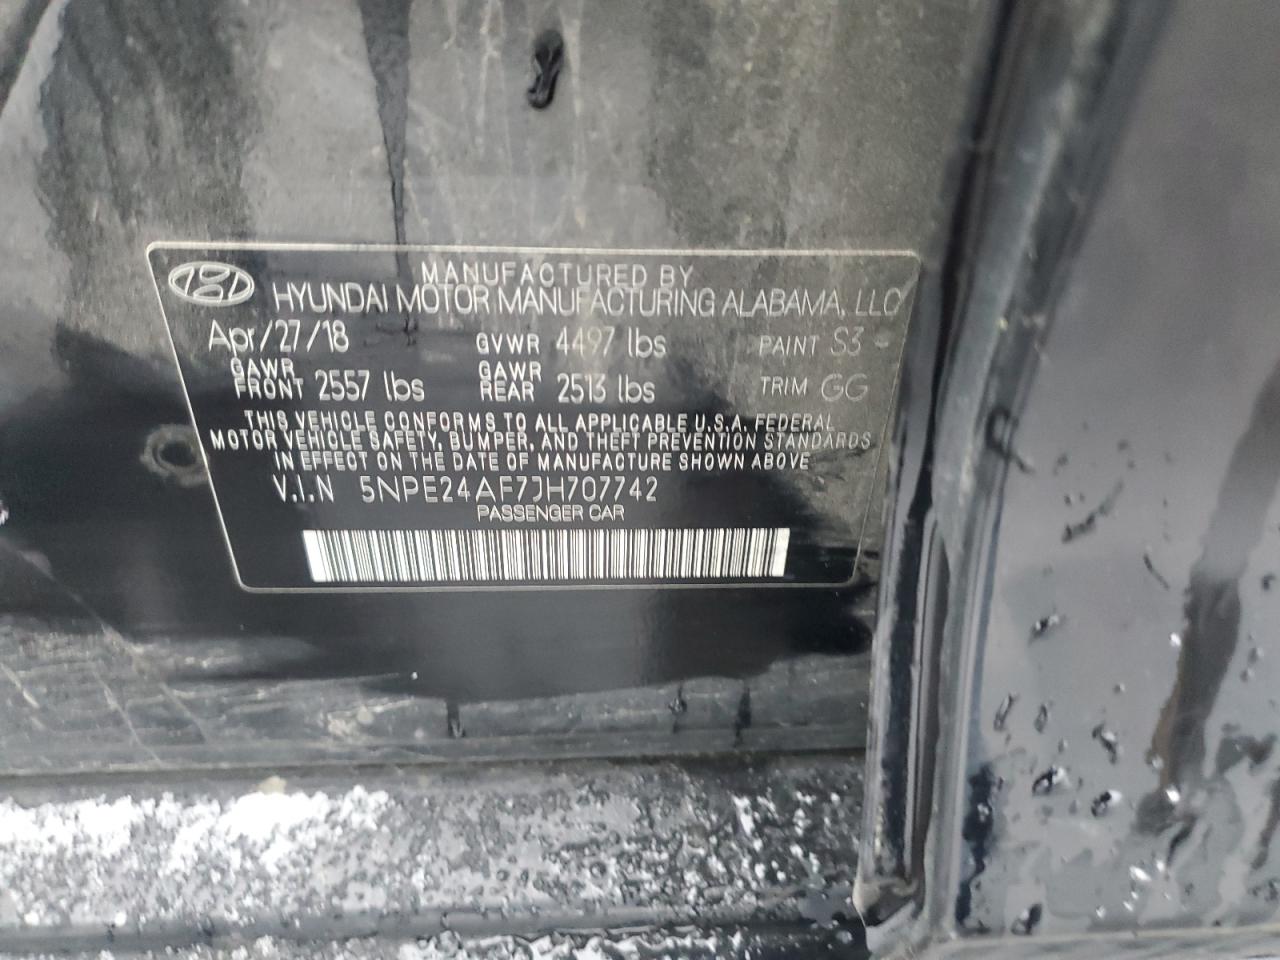 MANUFACTURED BY
HYUNDAI MOTOR MANUFACTURING ALABAMA, LLC
Apr/27/18 GVWR 4497 lbs PAINT S3
GAWR FRONT 2557 lbs GAWR REAR 2513 lbs TRIM GG
THIS VEHICLE CONFORMS TO ALL APPLICABLE U.S.A. FEDERAL
MOTOR VEHICLE SAFETY, BUMPER, AND THEFT PREVENTION STANDARDS
IN EFFECT ON THE DATE OF MANUFACTURE SHOWN ABOVE
V.I.N 5NPE24AF7JH707742
PASSENGER CAR